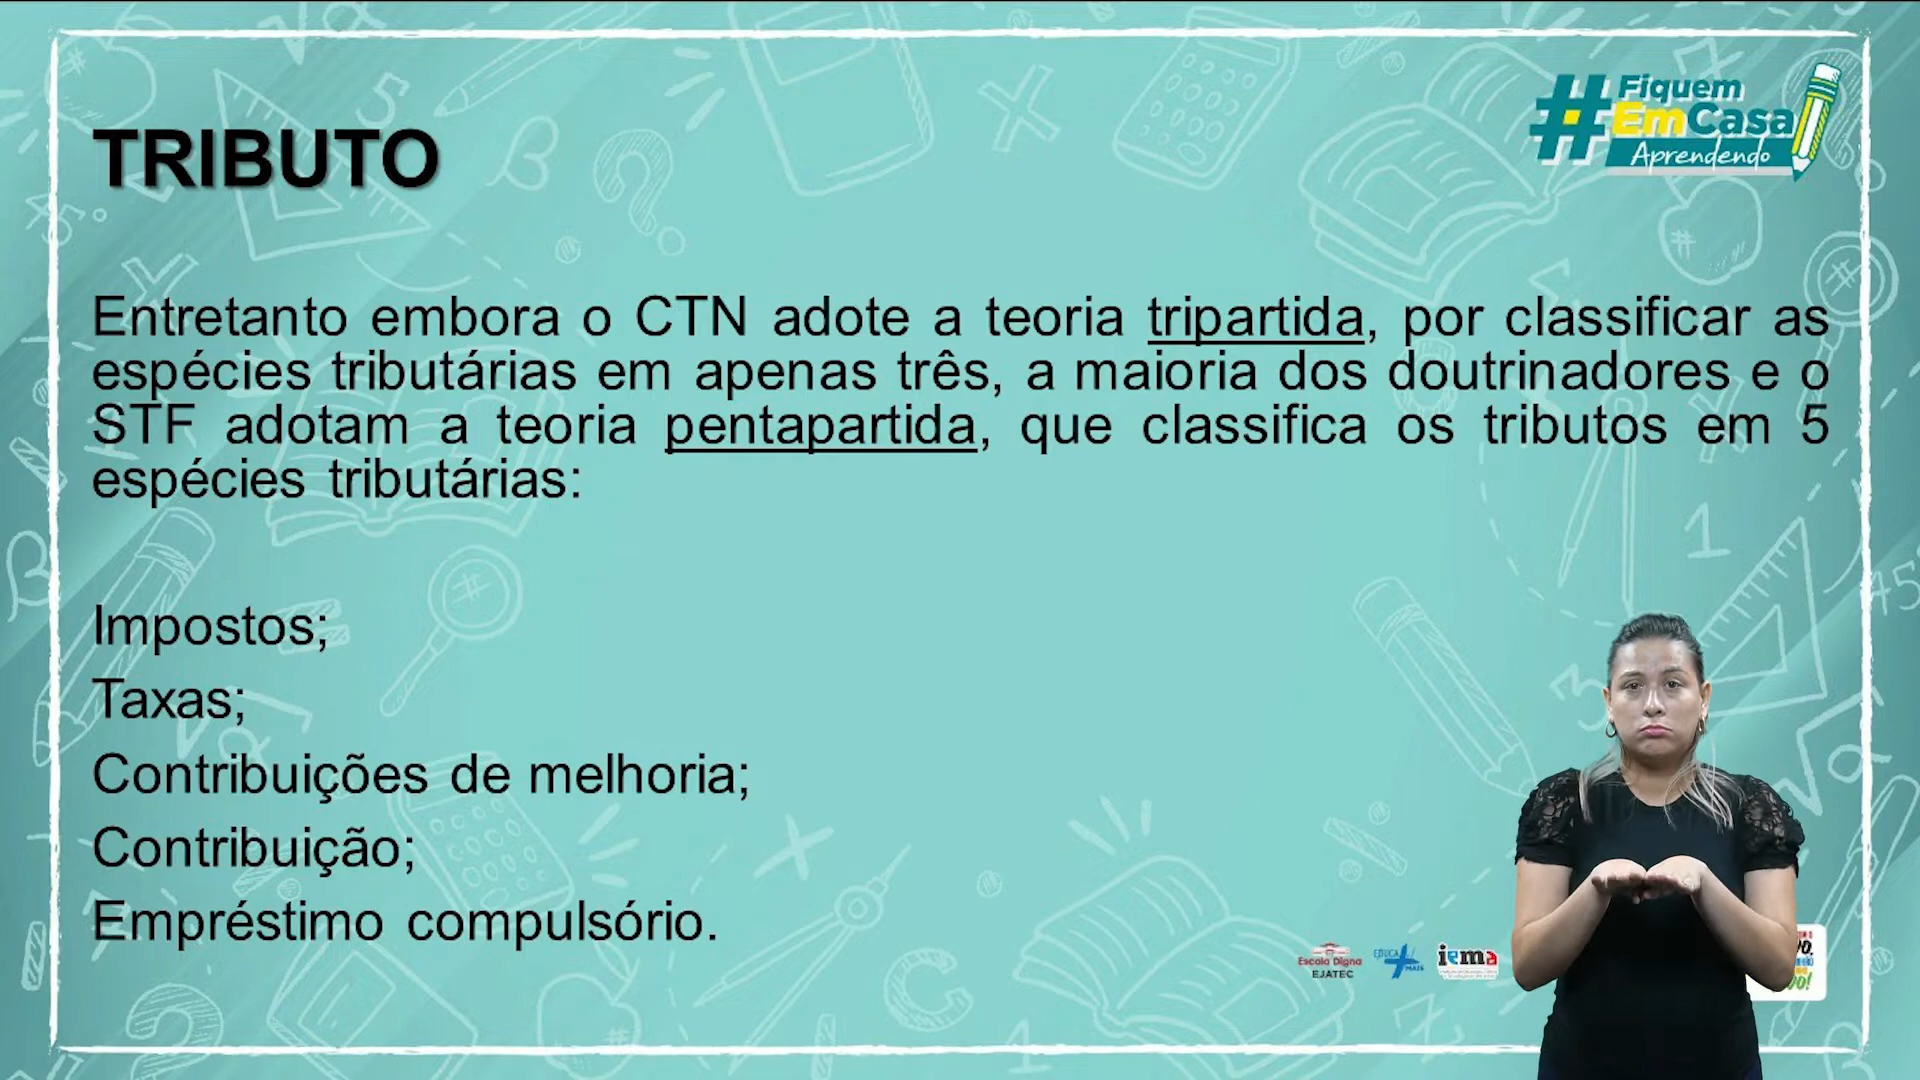 #Fiquem
EmCasa
Aprendendo
TRIBUTO
Entretanto embora o CTN adote a teoria tripartida, por classificar as
espécies tributárias em apenas três, a maioria dos doutrinadores e o
STF adotam a teoria pentapartida, que classifica os tributos em 5
espécies tributárias:
Impostos;
Taxas;
Contribuições de melhoria;
Contribuição;
Empréstimo compulsório.
Escola Digna
EJATEC
EDUCA
MAIS
iema